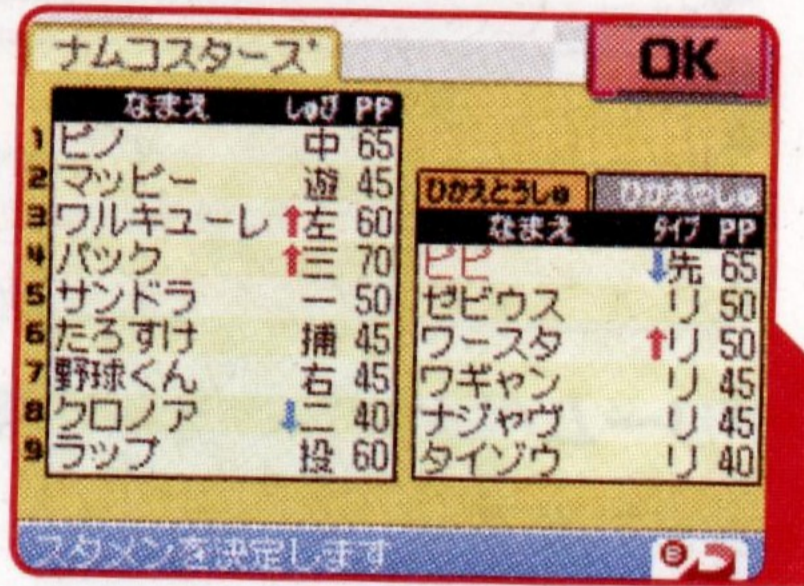 ナムコスターズ
OK
なまえ しゅび PP
1 ピノ 中 65
2 マッピー 遊 45
3 ワルキューレ ↑左 60
4 パック ↑三 70
5 サンドラ 一 50
6 たろすけ 捕 45
7 野球くん 右 45
8 クロノア ↓二 40
9 ラップ 投 60
ひかえとうしゅ ひかえやしゅ
なまえ タイプ PP
ピピ ↓先 65
ゼビウス リ 50
ワースタ ↑リ 50
ワギャン リ 45
ナジャヴ リ 45
タイゾウ リ 40
スタメンを決定します
B